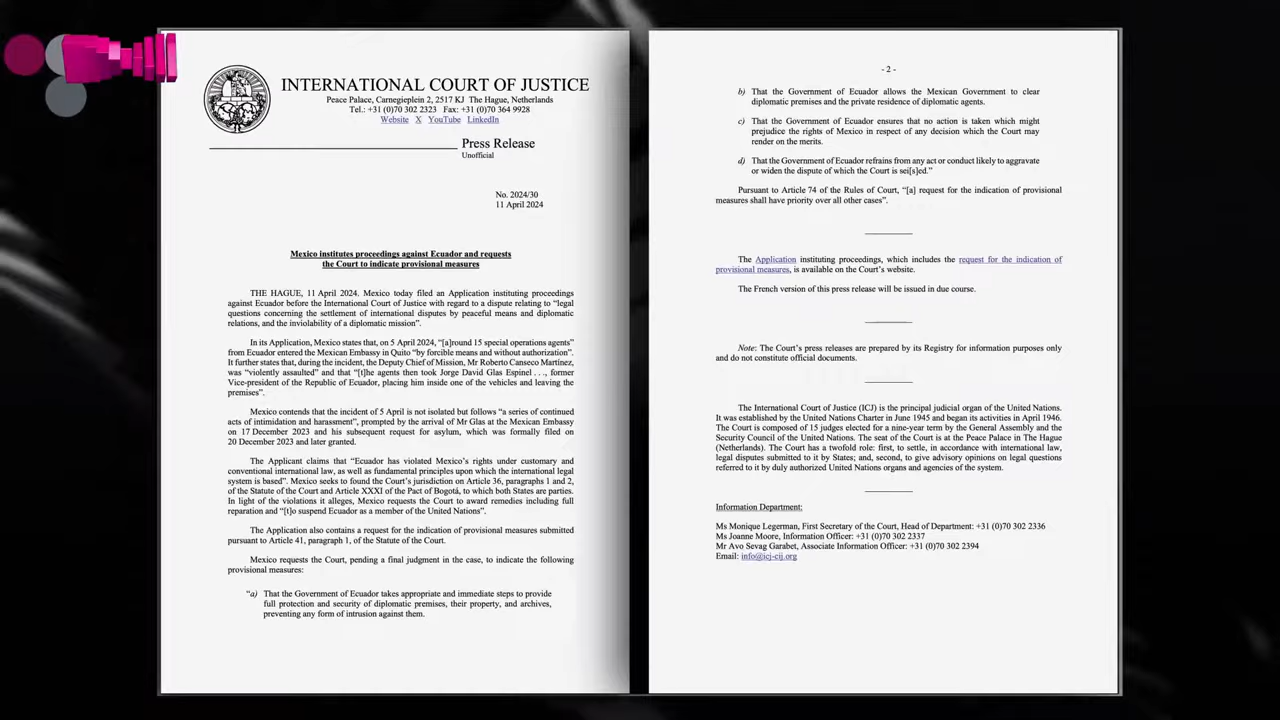 INTERNATIONAL COURT OF JUSTICE
Peace Palace, Carnegieplein 2, 2517 KJ The Hague, Netherlands
Tel.: +31 (0)70 302 2323 Fax: +31 (0)70 364 9928
Website X YouTube LinkedIn
Press Release
Unofficial
No. 2024/30
11 April 2024
Mexico institutes proceedings against Ecuador and requests
the Court to indicate provisional measures
THE HAGUE, 11 April 2024. Mexico today filed an Application instituting proceedings
against Ecuador before the International Court of Justice with regard to a dispute relating to “legal
questions concerning the settlement of international disputes by peaceful means and diplomatic
relations, and the inviolability of a diplomatic mission”.
In its Application, Mexico states that, on 5 April 2024, “[a]round 15 special operations agents”
from Ecuador entered the Mexican Embassy in Quito “by forcible means and without authorization”.
It further states that, during the incident, the Deputy Chief of Mission, Mr Roberto Canseco Martínez,
was “violently assaulted” and that “[t]he agents then took Jorge David Glas Espinel . . ., former
Vice-president of the Republic of Ecuador, placing him inside one of the vehicles and leaving the
premises”.
Mexico contends that the incident of 5 April is not isolated but follows “a series of continued
acts of intimidation and harassment”, prompted by the arrival of Mr Glas at the Mexican Embassy
on 17 December 2023 and his subsequent request for asylum, which was formally filed on
20 December 2023 and later granted.
The Applicant claims that “Ecuador has violated Mexico’s rights under customary and
conventional international law, as well as fundamental principles upon which the international legal
system is based”. Mexico seeks to found the Court’s jurisdiction on Article 36, paragraphs 1 and 2,
of the Statute of the Court and Article XXXI of the Pact of Bogotá, to which both States are parties.
In light of the violations it alleges, Mexico requests the Court to award remedies including full
reparation and “[t]o suspend Ecuador as a member of the United Nations”.
The Application also contains a request for the indication of provisional measures submitted
pursuant to Article 41, paragraph 1, of the Statute of the Court.
Mexico requests the Court, pending a final judgment in the case, to indicate the following
provisional measures:
“a) That the Government of Ecuador takes appropriate and immediate steps to provide
full protection and security of diplomatic premises, their property, and archives,
preventing any form of intrusion against them.
- 2 -
b) That the Government of Ecuador allows the Mexican Government to clear
diplomatic premises and the private residence of diplomatic agents.
c) That the Government of Ecuador ensures that no action is taken which might
prejudice the rights of Mexico in respect of any decision which the Court may
render on the merits.
d) That the Government of Ecuador refrains from any act or conduct likely to aggravate
or widen the dispute of which the Court is sei[s]ed.”
Pursuant to Article 74 of the Rules of Court, “[a] request for the indication of provisional
measures shall have priority over all other cases”.
The Application instituting proceedings, which includes the request for the indication of
provisional measures, is available on the Court’s website.
The French version of this press release will be issued in due course.
Note: The Court’s press releases are prepared by its Registry for information purposes only
and do not constitute official documents.
The International Court of Justice (ICJ) is the principal judicial organ of the United Nations.
It was established by the United Nations Charter in June 1945 and began its activities in April 1946.
The Court is composed of 15 judges elected for a nine-year term by the General Assembly and the
Security Council of the United Nations. The seat of the Court is at the Peace Palace in The Hague
(Netherlands). The Court has a twofold role: first, to settle, in accordance with international law,
legal disputes submitted to it by States; and, second, to give advisory opinions on legal questions
referred to it by duly authorized United Nations organs and agencies of the system.
Information Department:
Ms Monique Legerman, First Secretary of the Court, Head of Department: +31 (0)70 302 2336
Ms Joanne Moore, Information Officer: +31 (0)70 302 2337
Mr Avo Sevag Garabet, Associate Information Officer: +31 (0)70 302 2394
Email: info@icj-cij.org